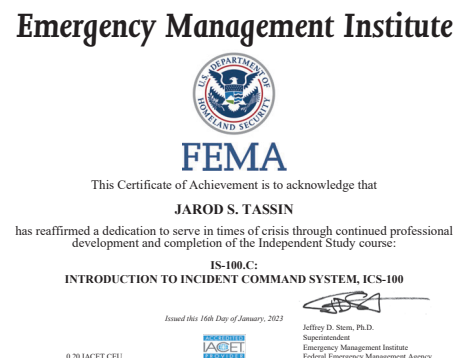 Emergency Management Institute
U.S. DEPARTMENT OF
HOMELAND SECURITY
FEMA
This Certificate of Achievement is to acknowledge that
JAROD S. TASSIN
has reaffirmed a dedication to serve in times of crisis through continued professional
development and completion of the Independent Study course:
IS-100.C:
INTRODUCTION TO INCIDENT COMMAND SYSTEM, ICS-100
Issued this 16th Day of January, 2023
Jeffrey D. Stern, Ph.D.
Superintendent
Emergency Management Institute
Federal Emergency Management Agency
ACCREDITED
IACET
PROVIDER
0.20 IACET CEU